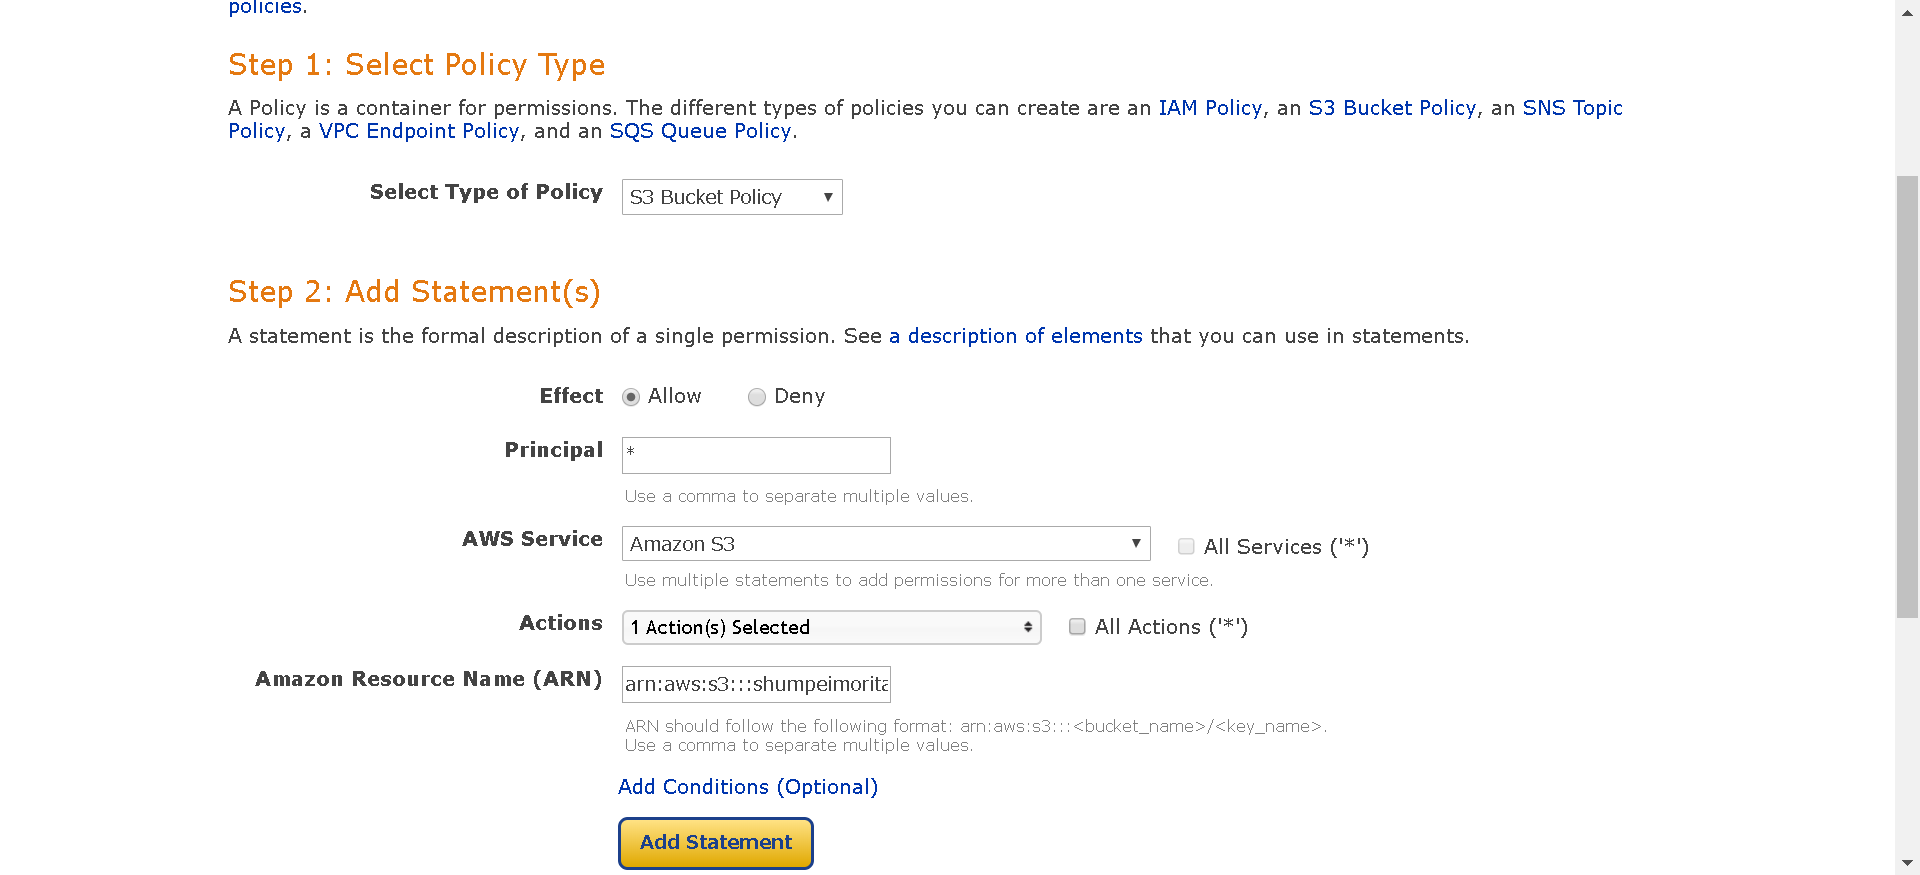 policies.
Step 1: Select Policy Type
A Policy is a container for permissions. The different types of policies you can create are an IAM Policy, an S3 Bucket Policy, an SNS Topic
Policy, a VPC Endpoint Policy, and an SQS Queue Policy.
Select Type of Policy S3 Bucket Policy
Step 2: Add Statement(s)
A statement is the formal description of a single permission. See a description of elements that you can use in statements.
Effect Allow Deny
Principal *
Use a comma to separate multiple values.
AWS Service Amazon S3 All Services ('*')
Use multiple statements to add permissions for more than one service.
Actions 1 Action(s) Selected All Actions ('*')
Amazon Resource Name (ARN) arn:aws:s3:::shumpeimorita
ARN should follow the following format: arn:aws:s3:::<bucket_name>/<key_name>.
Use a comma to separate multiple values.
Add Conditions (Optional)
Add Statement